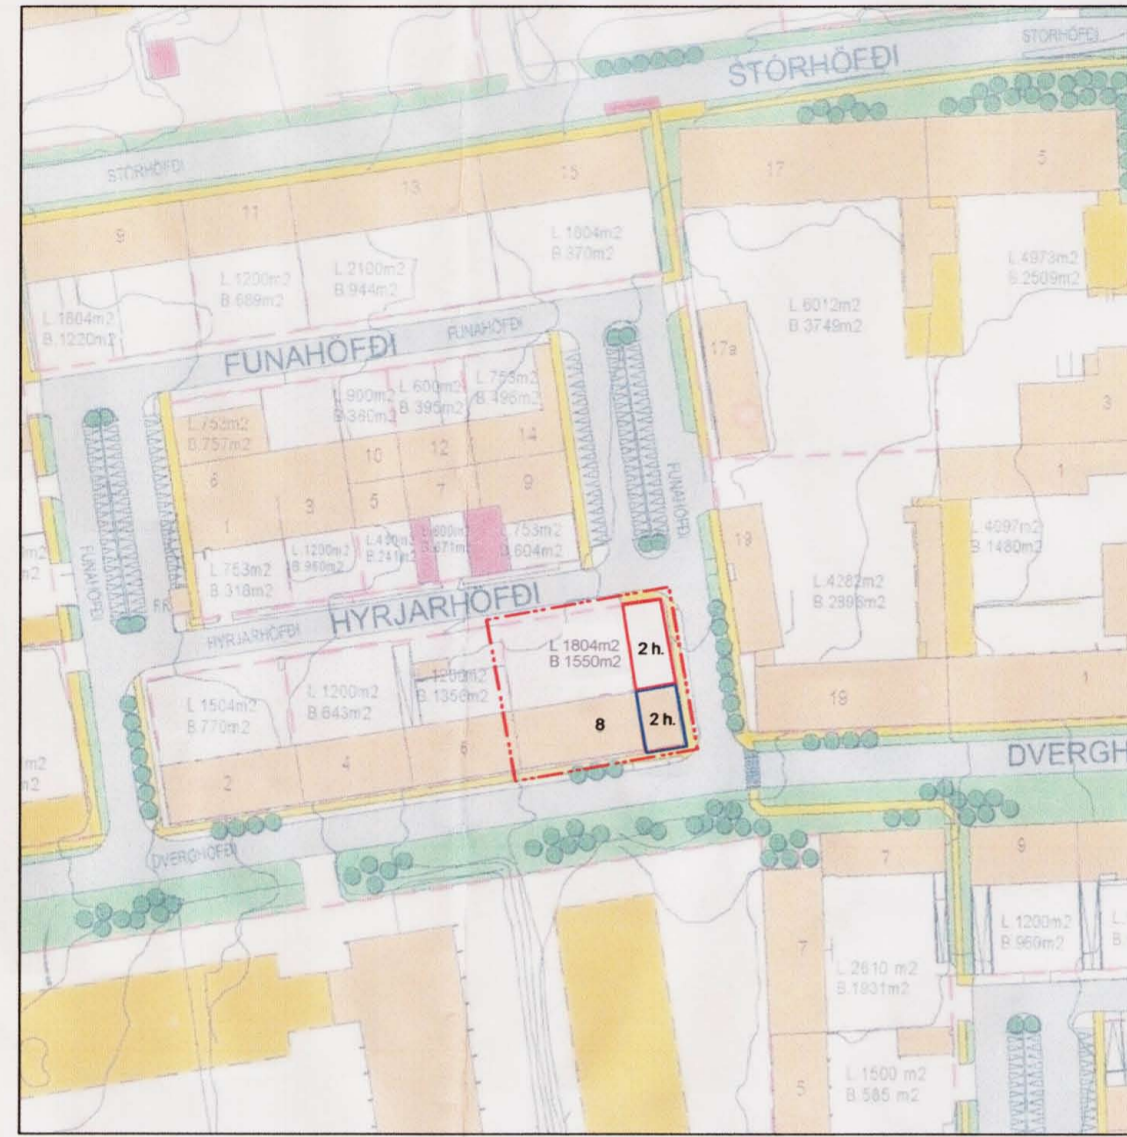 STÓRHÖFÐI
STÓRHÖFÐI
STÓRHÖFÐI
15
13
11
9
17
5
L 1804m2
B 370m2
L 2100m2
B 944m2
L 1200m2
B 689m2
L 1804m2
B 1220m2
L 4973m2
B 2509m2
L 6012m2
B 3749m2
FUNAHÖFÐI
FUNAHÖFÐI
17a
L 753m2
B 757m2
L 900m2
B 360m2
L 600m2
B 395m2
L 753m2
B 496m2
3
14
12
10
6
1
3
5
7
9
1
FUNAHÖFÐI
FUNAHÖFÐI
19
L 753m2
B 316m2
L 1200m2
B 960m2
753m2
604m2
L 4097m2
B 1480m2
L 4282m2
HYRJARHÖFÐI
HYRJARHÖFÐI
L 1804m2
B 1550m2
2 h.
2 h.
8
1200m2
B 1356m2
L 1200m2
B 643m2
L 1504m2
B 770m2
6
4
2
19
1
DVERGH
DVERGHÖFÐI
7
9
7
5
L 1200m2
B 960m2
L 2610 m2
B 1931m2
L 1500 m2
B 585 m2